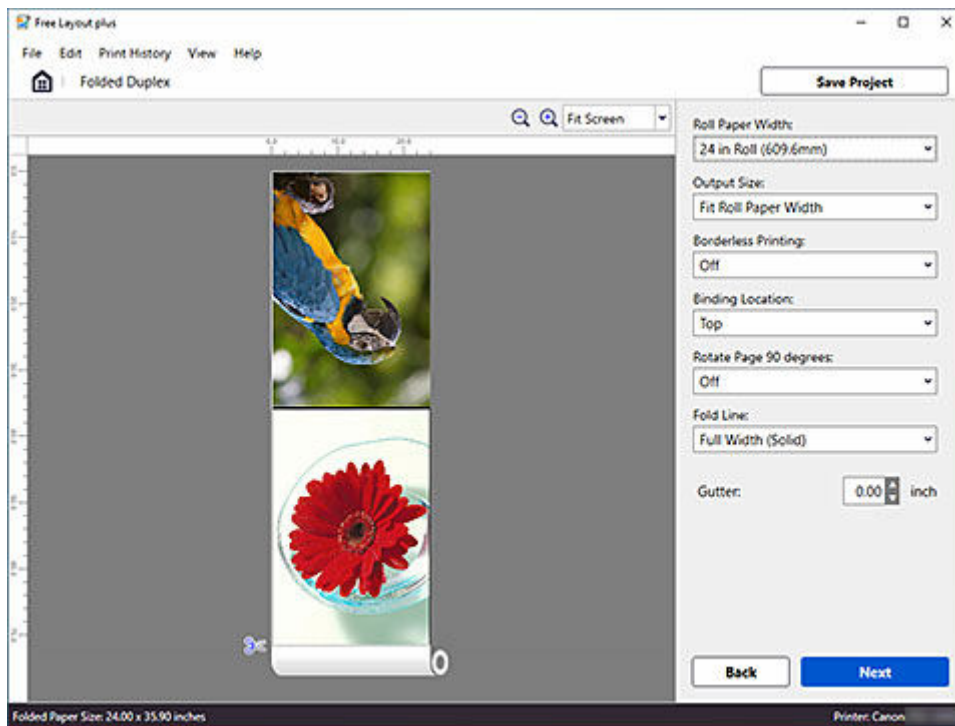 Free Layout plus
File Edit Print History View Help
Folded Duplex
Save Project
Fit Screen
Roll Paper Width:
24 in Roll (609.6mm)
Output Size:
Fit Roll Paper Width
Borderless Printing:
Off
Binding Location:
Top
Rotate Page 90 degrees:
Off
Fold Line:
Full Width (Solid)
Gutter: 0.00 inch
Back Next
Folded Paper Size: 24.00 x 35.90 inches Printer: Canon